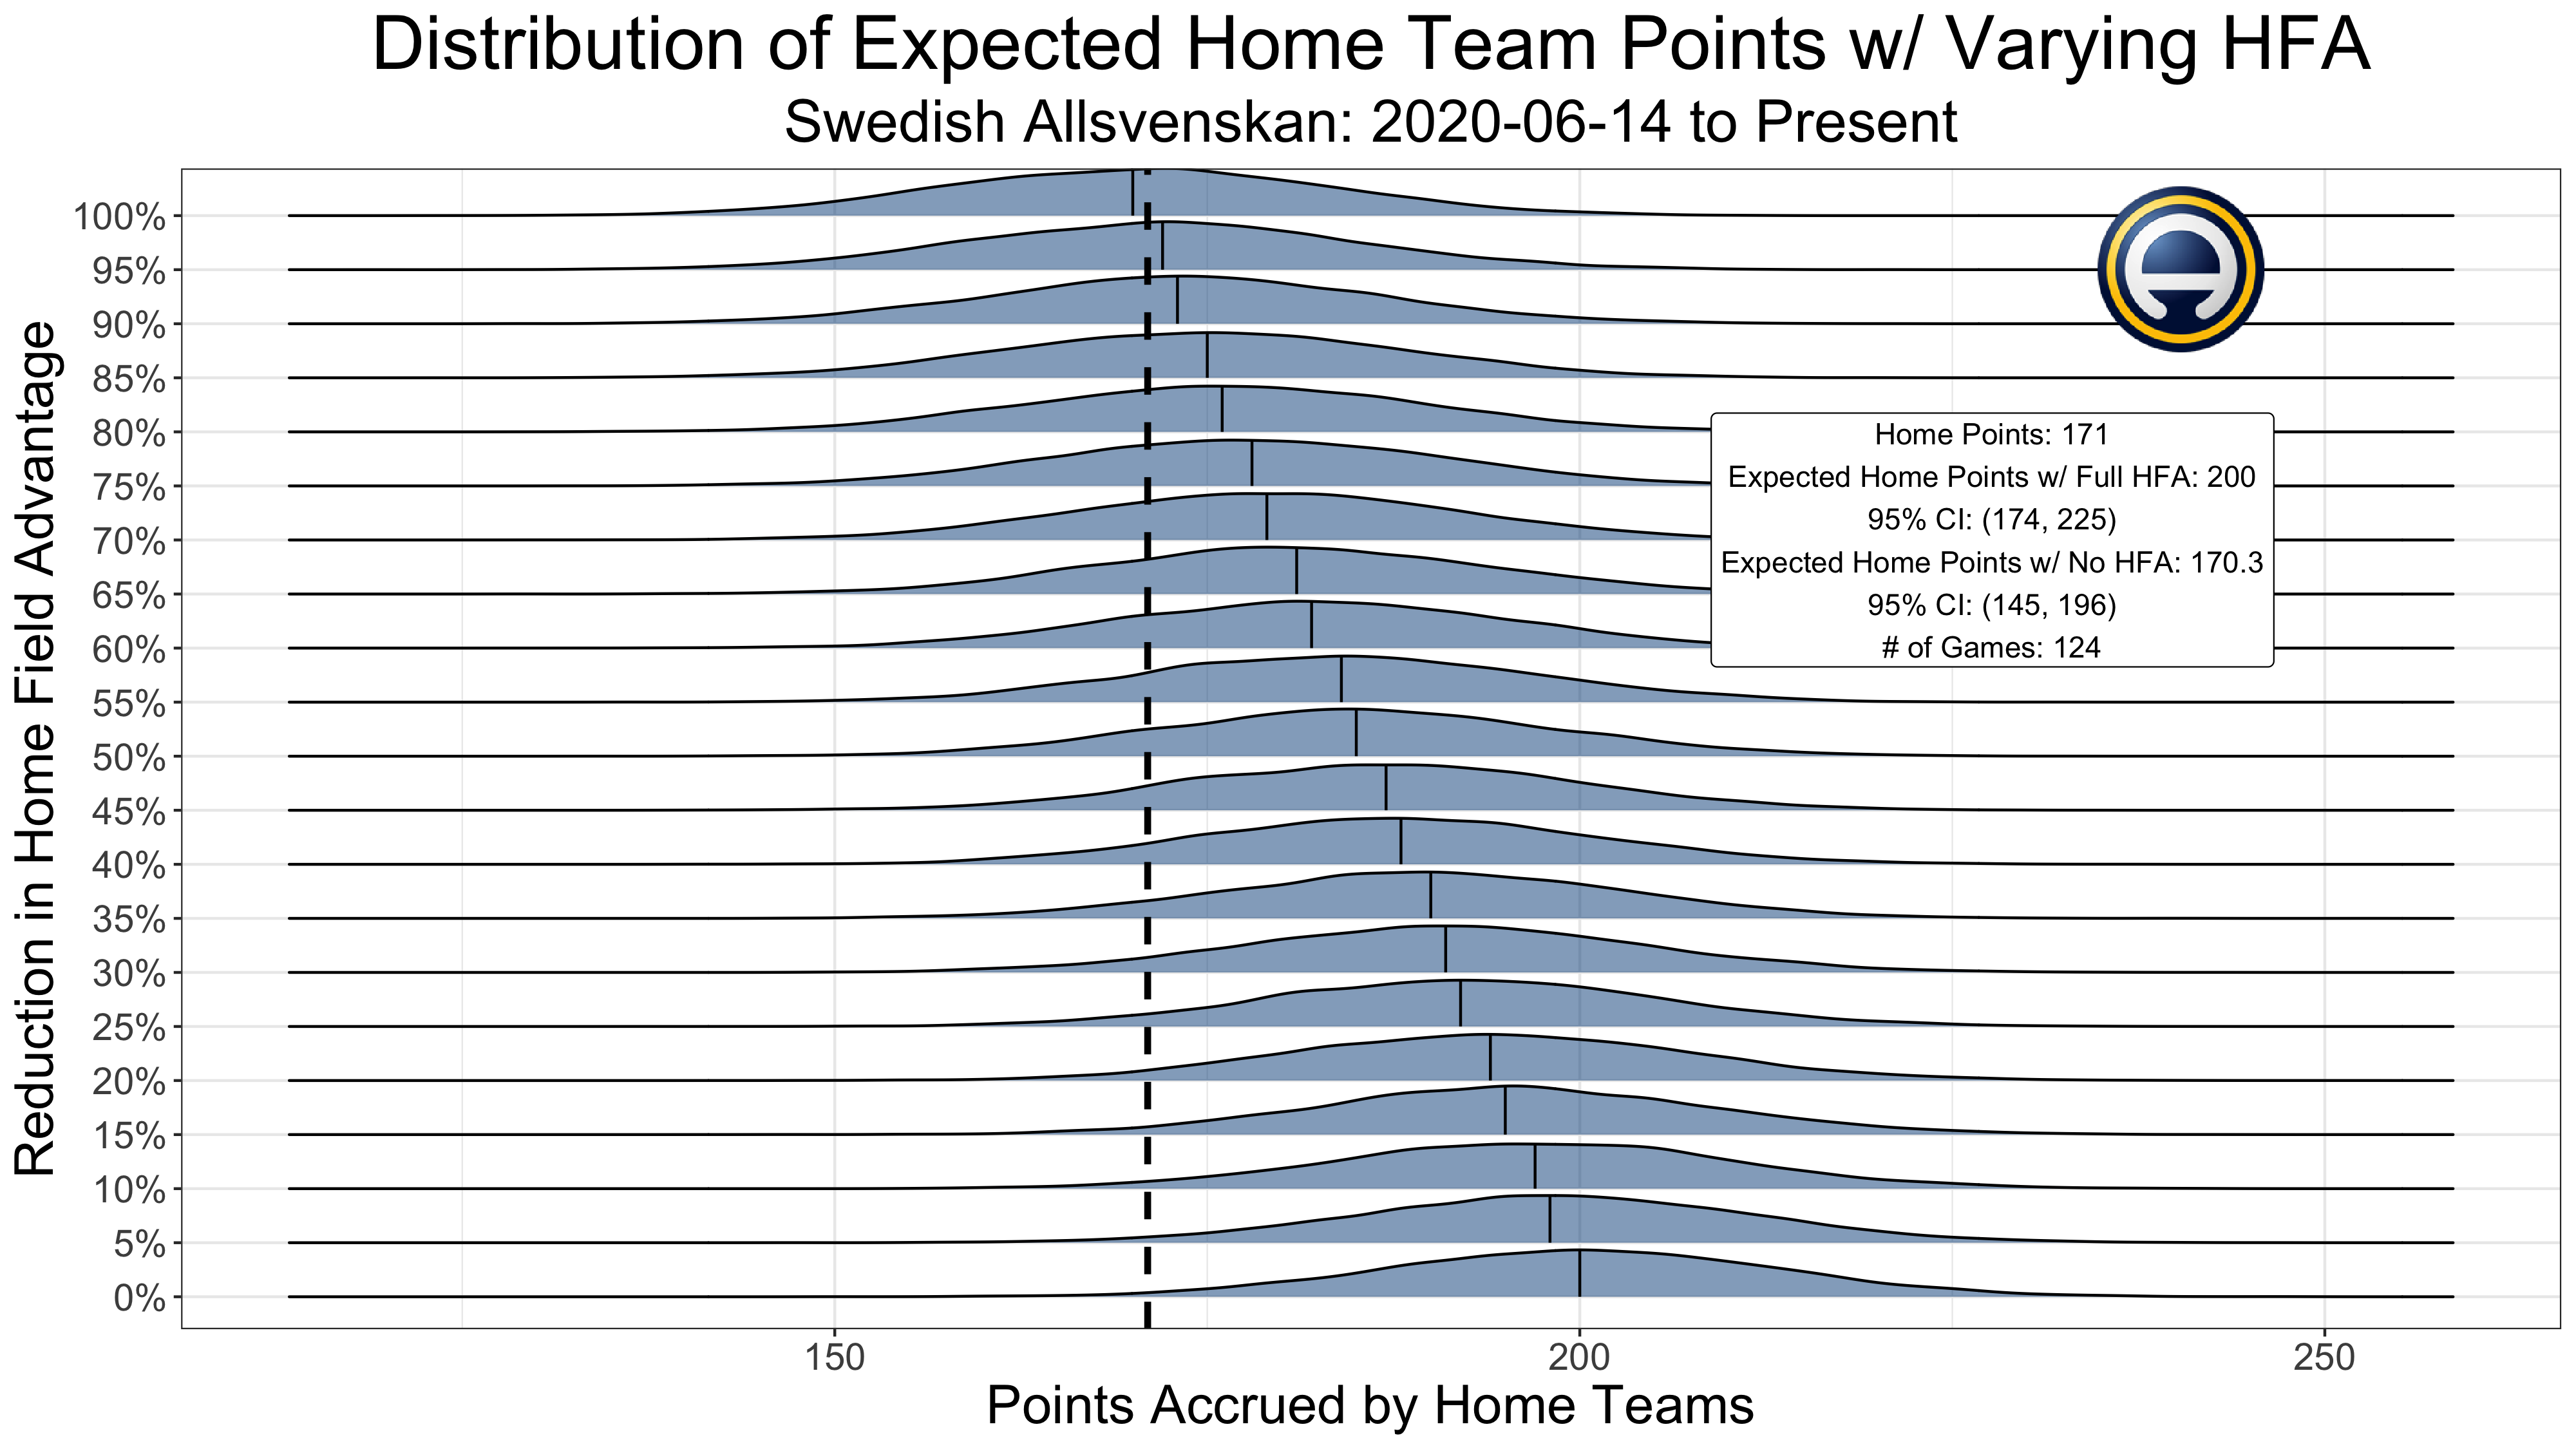 Distribution of Expected Home Team Points w/ Varying HFA
Swedish Allsvenskan: 2020-06-14 to Present
Reduction in Home Field Advantage
100%
95%
90%
85%
80%
75%
70%
65%
60%
55%
50%
45%
40%
35%
30%
25%
20%
15%
10%
5%
0%
Home Points: 171
Expected Home Points w/ Full HFA: 200
95% CI: (174, 225)
Expected Home Points w/ No HFA: 170.3
95% CI: (145, 196)
# of Games: 124
150
200
250
Points Accrued by Home Teams